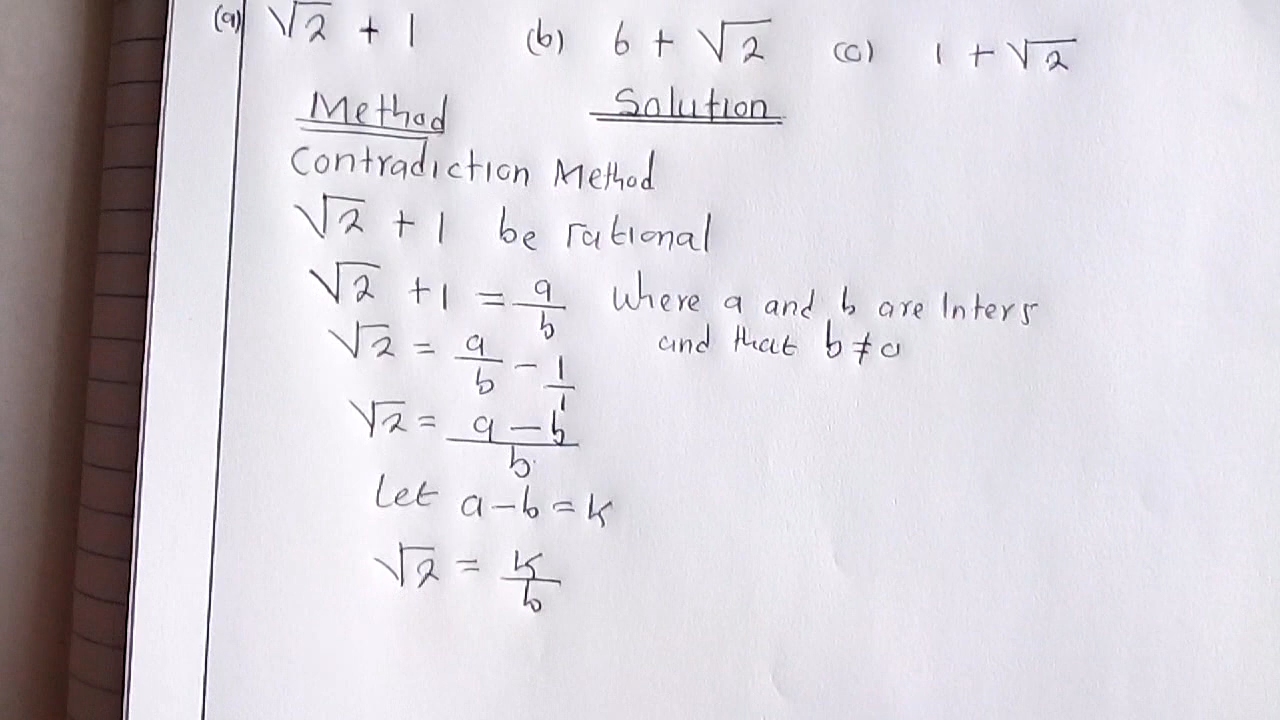 (a) √2 + 1 (b) 6 + √2 (c) 1 + √2
Method Solution
Contradiction Method
√2 + 1 be rational
√2 + 1 = a/b Where a and b are Inters
and that b ≠ 0
√2 = a/b − 1/1
√2 = a − b/b
Let a − b = k
√2 = k/b